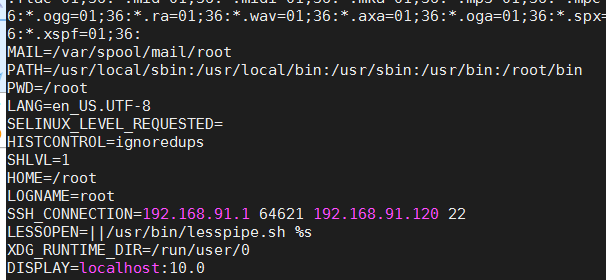 6:*.ogg=01;36:*.ra=01;36:*.wav=01;36:*.axa=01;36:*.oga=01;36:*.spx=
6:*.xspf=01;36:
MAIL=/var/spool/mail/root
PATH=/usr/local/sbin:/usr/local/bin:/usr/sbin:/usr/bin:/root/bin
PWD=/root
LANG=en_US.UTF-8
SELINUX_LEVEL_REQUESTED=
HISTCONTROL=ignoredups
SHLVL=1
HOME=/root
LOGNAME=root
SSH_CONNECTION=192.168.91.1 64621 192.168.91.120 22
LESSOPEN=||/usr/bin/lesspipe.sh %s
XDG_RUNTIME_DIR=/run/user/0
DISPLAY=localhost:10.0